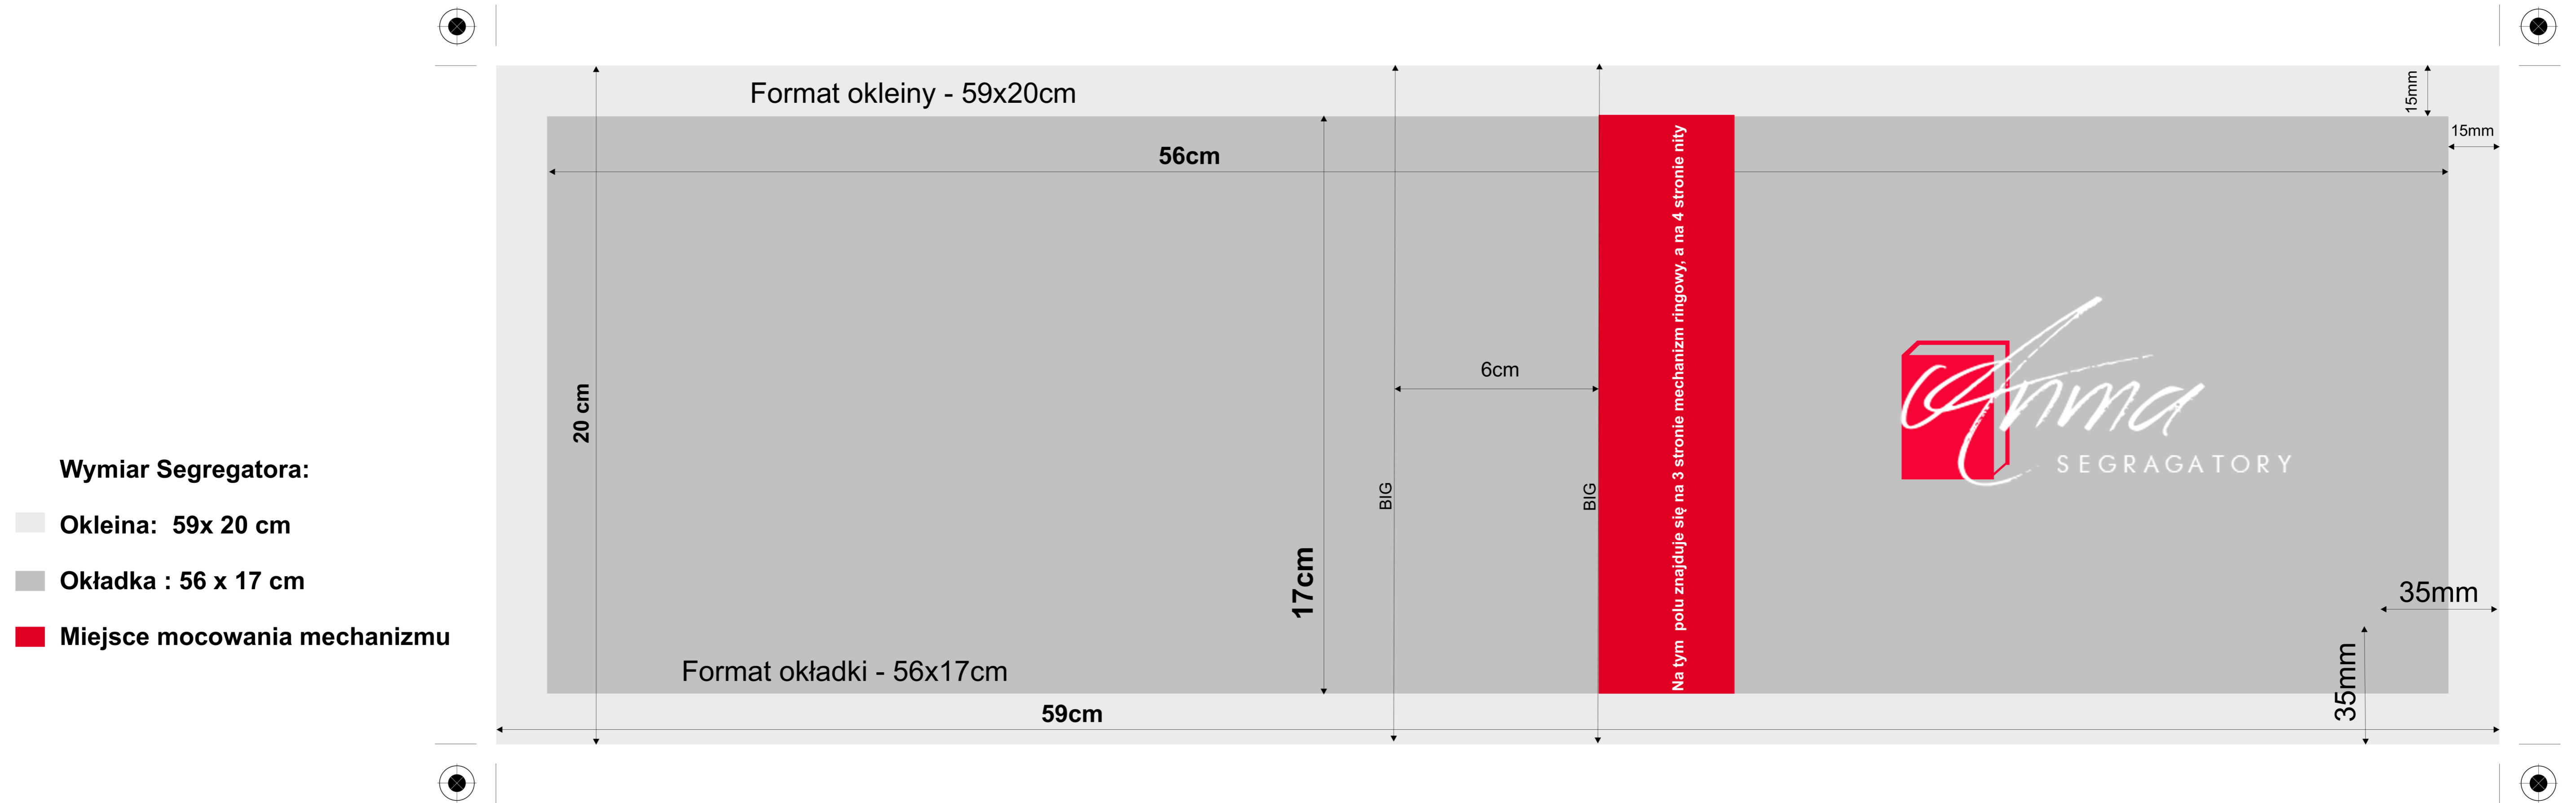 Format okleiny - 59x20cm
15mm
15mm
56cm
Na tym polu znajduje się na 3 stronie mechanizm ringowy, a na 4 stronie nity
6cm
20 cm
Anma
SEGRAGATORY
Wymiar Segregatora:
BIG
BIG
Okleina: 59x 20 cm
17cm
Okładka : 56 x 17 cm
35mm
Miejsce mocowania mechanizmu
Format okładki - 56x17cm
35mm
59cm